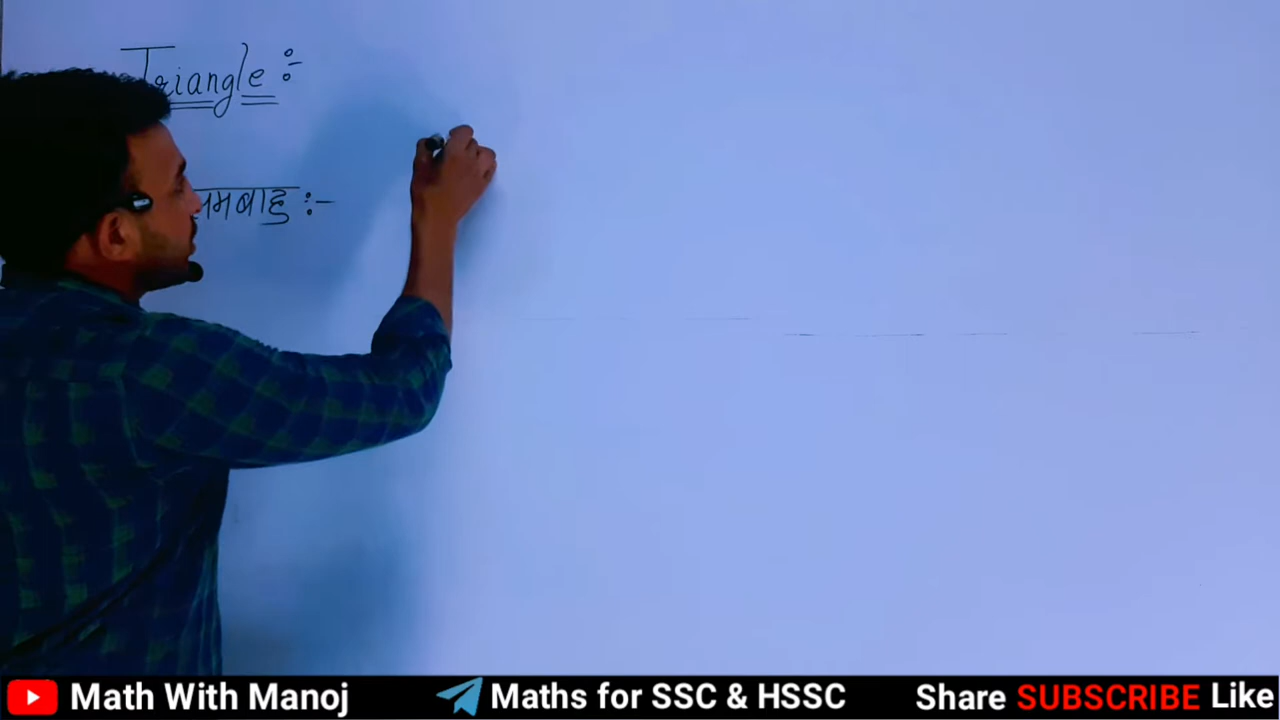 Triangle :-
समबाहु :-
Math With Manoj Maths for SSC & HSSC Share SUBSCRIBE Like